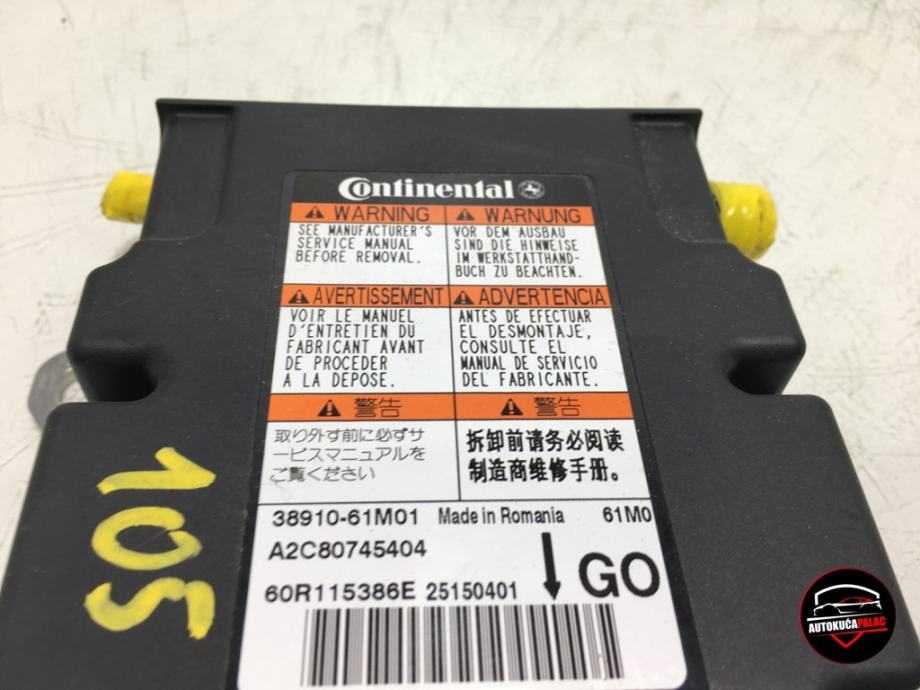 Continental
WARNING
SEE MANUFACTURER'S
SERVICE MANUAL
BEFORE REMOVAL.
WARNUNG
VOR DEM AUSBAU
SIND DIE HINWEISE
IM WERKSTATTHAND-
BUCH ZU BEACHTEN.
AVERTISSEMENT
VOIR LE MANUEL
D'ENTRETIEN DU
FABRICANT AVANT
DE PROCEDER
A LA DEPOSE.
ADVERTENCIA
ANTES DE EFECTUAR
EL DESMONTAJE,
CONSULTE EL
MANUAL DE SERVICIO
DEL FABRICANTE.
警告
取り外す前に必ずサ
ービスマニュアルを
ご覧ください
警告
拆卸前请务必阅读
制造商维修手册。
38910-61M01 Made in Romania 61M0
A2C80745404
60R115386E 25150401
GO
105
AUTOKUĆA PALAC